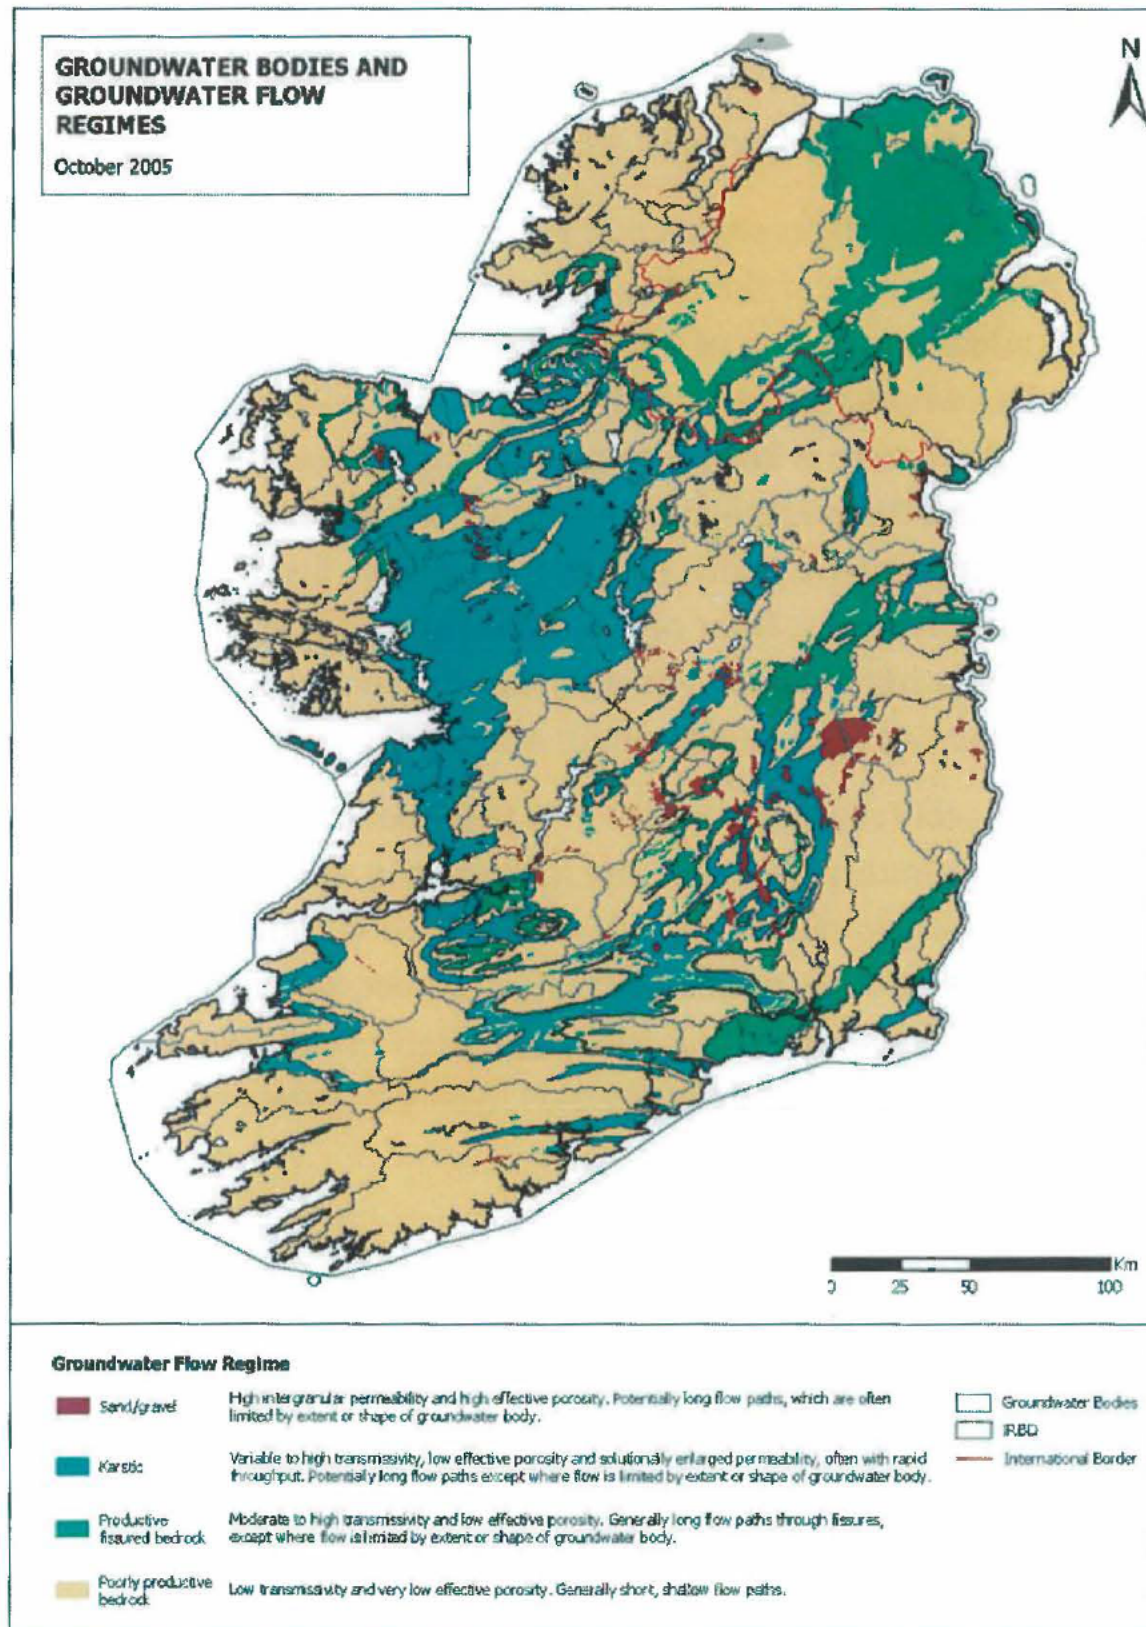 GROUNDWATER BODIES AND
GROUNDWATER FLOW
REGIMES
October 2005
N
Km
0 25 50 100
Groundwater Flow Regime
Sand/gravel
High intergranular permeability and high effective porosity. Potentially long flow paths, which are often
limited by extent or shape of groundwater body.
Karstic
Variable to high transmissivity, low effective porosity and solutionally enlarged permeability, often with rapid
throughput. Potentially long flow paths except where flow is limited by extent or shape of groundwater body.
Productive
fissured bedrock
Moderate to high transmissivity and low effective porosity. Generally long flow paths through fissures,
except where flow is limited by extent or shape of groundwater body.
Poorly productive
bedrock
Low transmissivity and very low effective porosity. Generally short, shallow flow paths.
Groundwater Bodies
IRBD
International Border